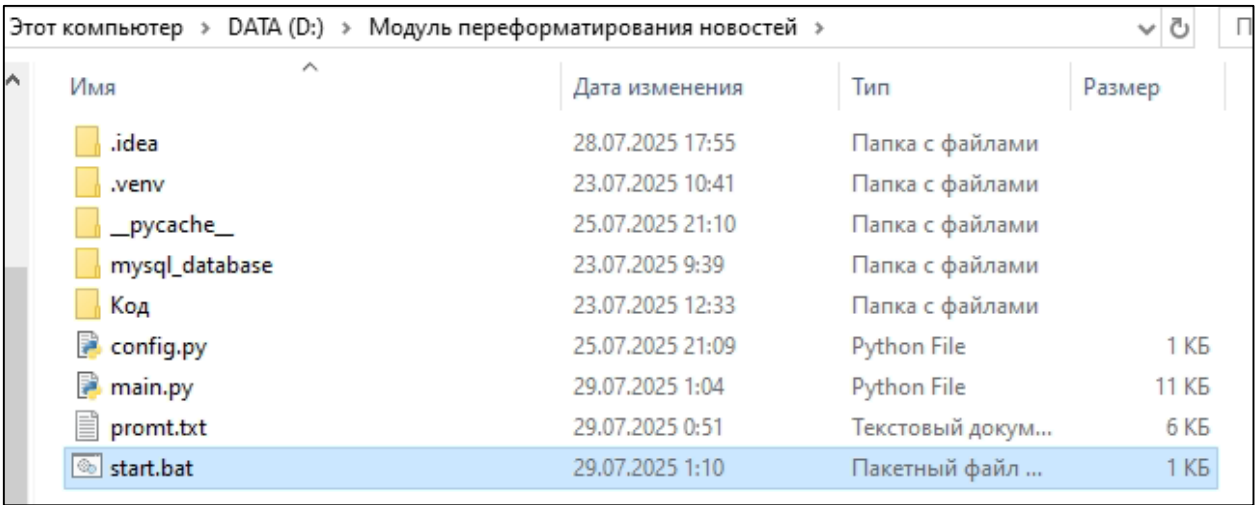 Этот компьютер > DATA (D:) > Модуль переформатирования новостей >
Имя Дата изменения Тип Размер
.idea 28.07.2025 17:55 Папка с файлами
.venv 23.07.2025 10:41 Папка с файлами
__pycache__ 25.07.2025 21:10 Папка с файлами
mysql_database 23.07.2025 9:39 Папка с файлами
Код 23.07.2025 12:33 Папка с файлами
config.py 25.07.2025 21:09 Python File 1 КБ
main.py 29.07.2025 1:04 Python File 11 КБ
promt.txt 29.07.2025 0:51 Текстовый докум... 6 КБ
start.bat 29.07.2025 1:10 Пакетный файл ... 1 КБ